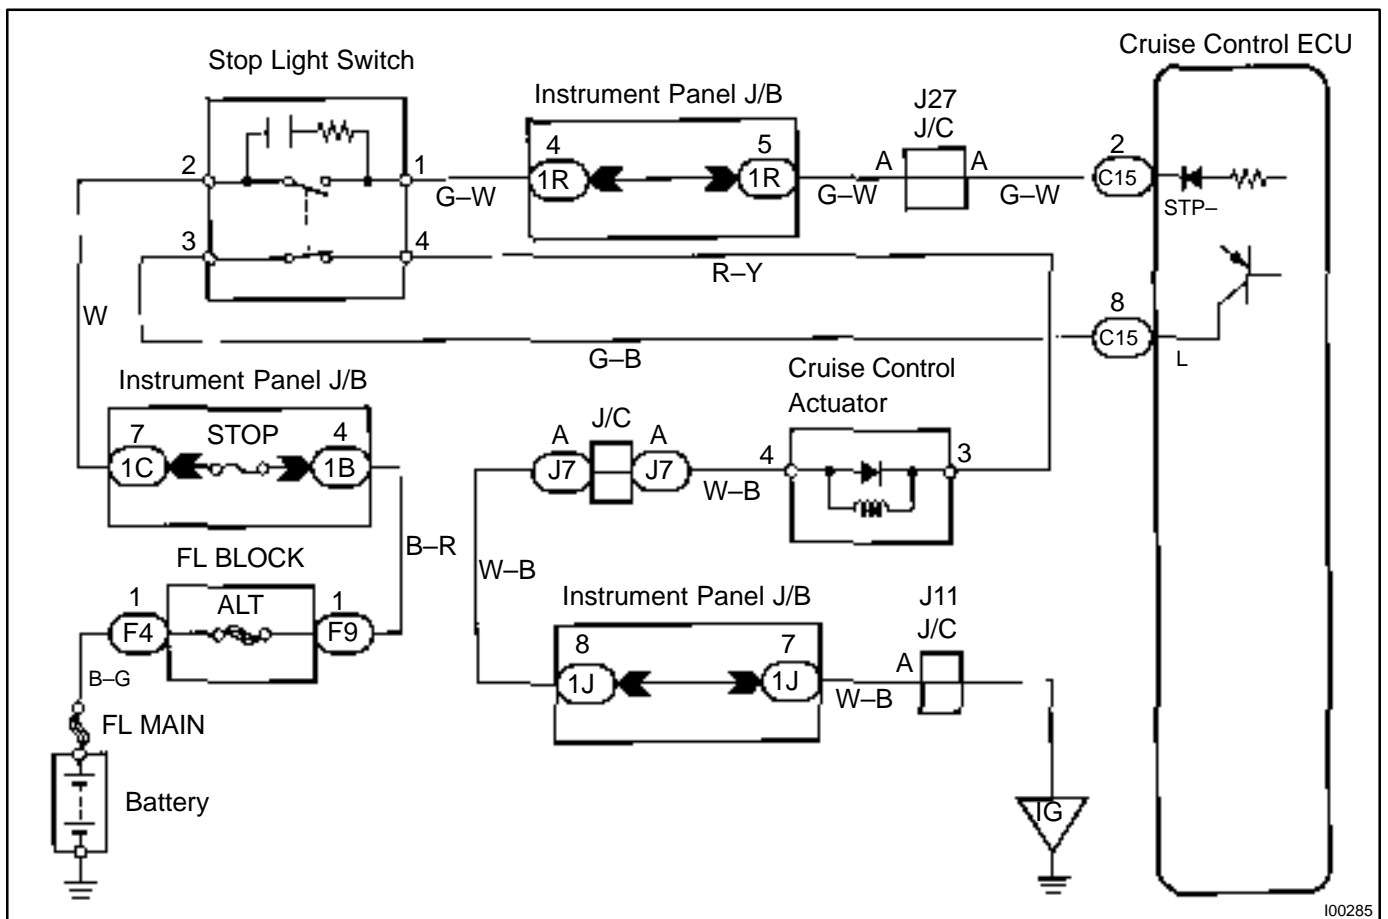 Cruise Control ECU
Stop Light Switch
Instrument Panel J/B
J27
J/C
2
1
4
1R
5
1R
A
A
2
C15
G–W
G–W
G–W
STP–
3
4
R–Y
W
8
C15
L
G–B
Instrument Panel J/B
Cruise Control
Actuator
7
1C
STOP
4
1B
J/C
A
J7
A
J7
4
3
W–B
B–R
FL BLOCK
W–B
Instrument Panel J/B
J11
J/C
1
F4
ALT
1
F9
8
1J
7
1J
A
W–B
B–G
FL MAIN
Battery
IG
I00285